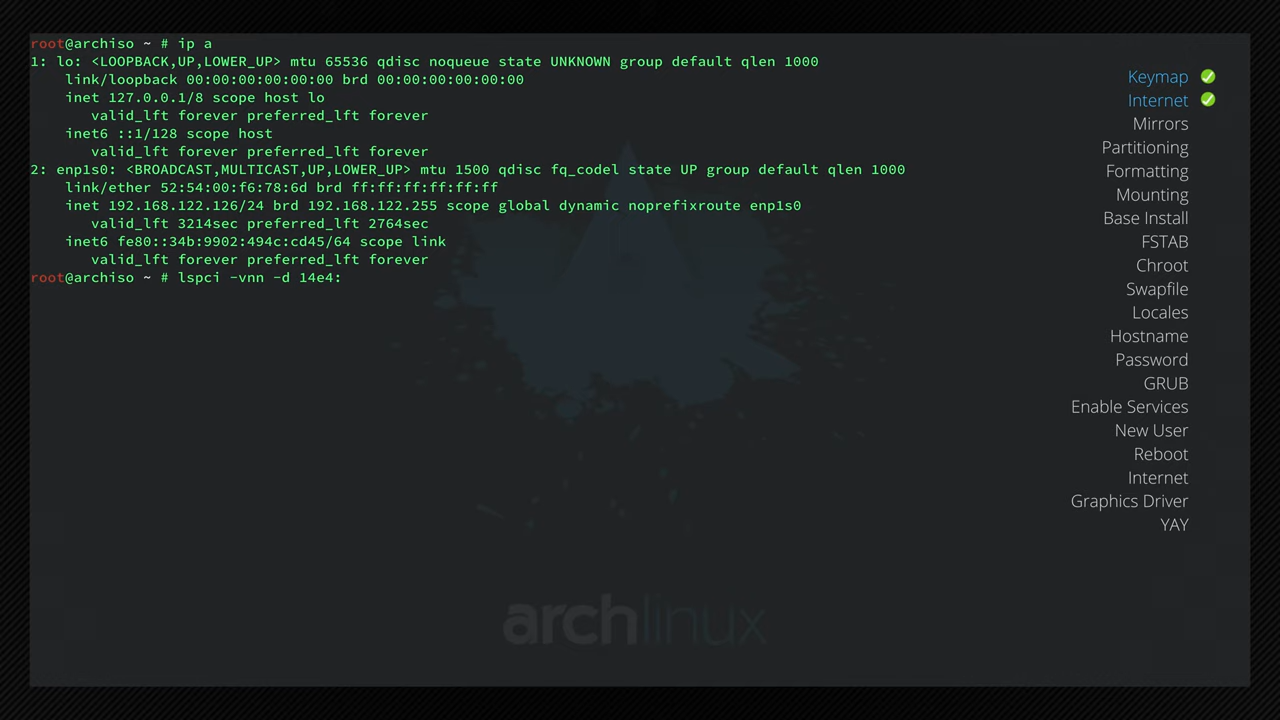 root@archiso ~ # ip a
1: lo: <LOOPBACK,UP,LOWER_UP> mtu 65536 qdisc noqueue state UNKNOWN group default qlen 1000
    link/loopback 00:00:00:00:00:00 brd 00:00:00:00:00:00
    inet 127.0.0.1/8 scope host lo
       valid_lft forever preferred_lft forever
    inet6 ::1/128 scope host
       valid_lft forever preferred_lft forever
2: enp1s0: <BROADCAST,MULTICAST,UP,LOWER_UP> mtu 1500 qdisc fq_codel state UP group default qlen 1000
    link/ether 52:54:00:f6:78:6d brd ff:ff:ff:ff:ff:ff
    inet 192.168.122.126/24 brd 192.168.122.255 scope global dynamic noprefixroute enp1s0
       valid_lft 3214sec preferred_lft 2764sec
    inet6 fe80::34b:9902:494c:cd45/64 scope link
       valid_lft forever preferred_lft forever
root@archiso ~ # lspci -vnn -d 14e4:
Keymap
Internet
Mirrors
Partitioning
Formatting
Mounting
Base Install
FSTAB
Chroot
Swapfile
Locales
Hostname
Password
GRUB
Enable Services
New User
Reboot
Internet
Graphics Driver
YAY
archlinux